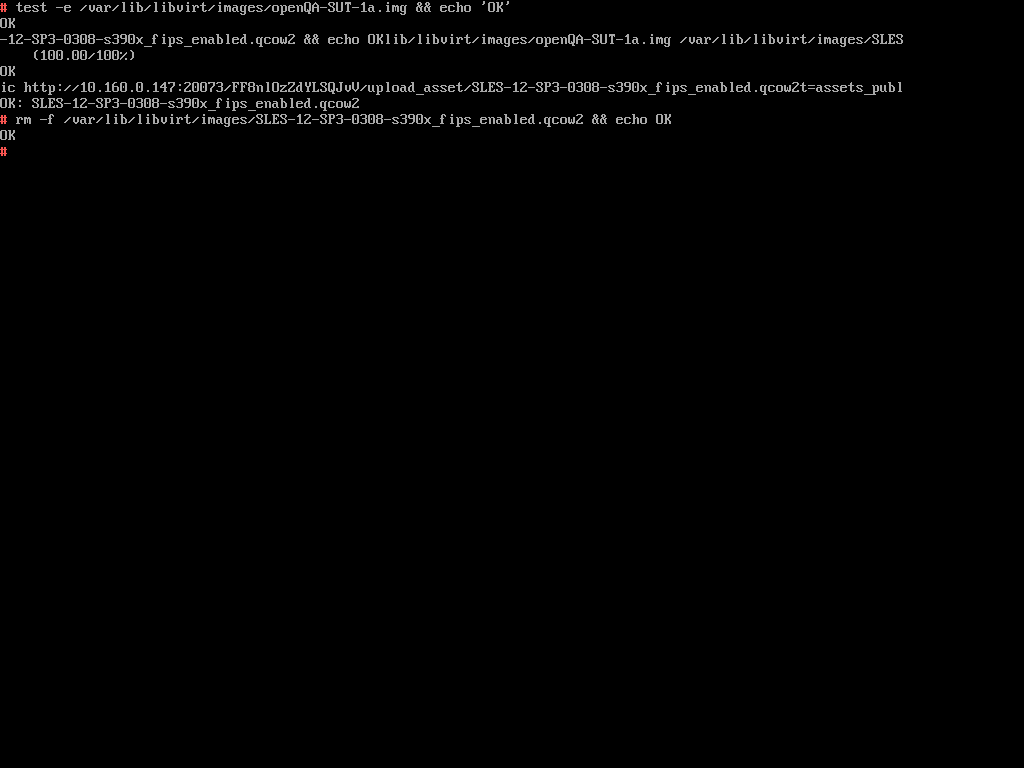 # test -e /var/lib/libvirt/images/openQA-SUT-1a.img && echo 'OK'
OK
-12-SP3-0308-s390x_fips_enabled.qcow2 && echo OKlib/libvirt/images/openQA-SUT-1a.img /var/lib/libvirt/images/SLES
    (100.00/100%)
OK
ic http://10.160.0.147:20073/FF8nlOzZdYLSQJvV/upload_asset/SLES-12-SP3-0308-s390x_fips_enabled.qcow2t=assets_publ
OK: SLES-12-SP3-0308-s390x_fips_enabled.qcow2
# rm -f /var/lib/libvirt/images/SLES-12-SP3-0308-s390x_fips_enabled.qcow2 && echo OK
OK
#